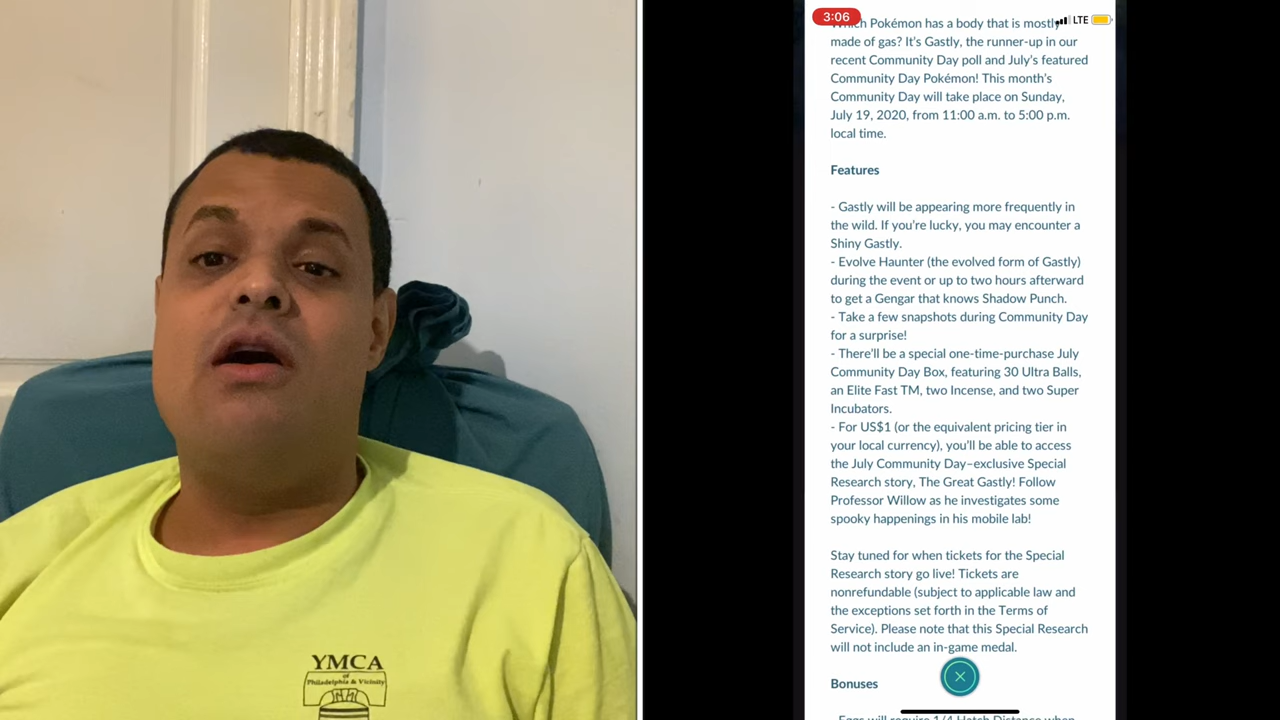 YMCA
of
Philadelphia & Vicinity
3:06
LTE
Which Pokémon has a body that is mostly
made of gas? It's Gastly, the runner-up in our
recent Community Day poll and July's featured
Community Day Pokémon! This month's
Community Day will take place on Sunday,
July 19, 2020, from 11:00 a.m. to 5:00 p.m.
local time.
Features
- Gastly will be appearing more frequently in
the wild. If you're lucky, you may encounter a
Shiny Gastly.
- Evolve Haunter (the evolved form of Gastly)
during the event or up to two hours afterward
to get a Gengar that knows Shadow Punch.
- Take a few snapshots during Community Day
for a surprise!
- There'll be a special one-time-purchase July
Community Day Box, featuring 30 Ultra Balls,
an Elite Fast TM, two Incense, and two Super
Incubators.
- For US$1 (or the equivalent pricing tier in
your local currency), you'll be able to access
the July Community Day–exclusive Special
Research story, The Great Gastly! Follow
Professor Willow as he investigates some
spooky happenings in his mobile lab!
Stay tuned for when tickets for the Special
Research story go live! Tickets are
nonrefundable (subject to applicable law and
the exceptions set forth in the Terms of
Service). Please note that this Special Research
will not include an in-game medal.
Bonuses
- Eggs will require 1/4 Hatch Distance when